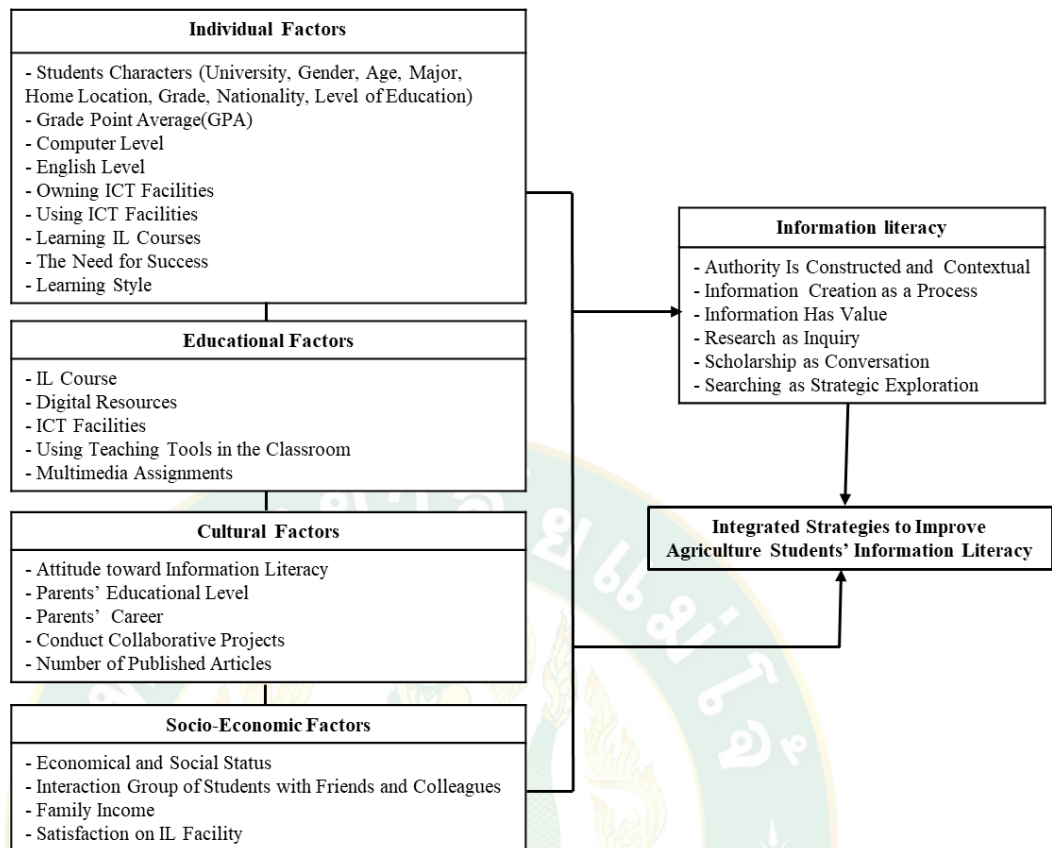 Individual Factors
- Students Characters (University, Gender, Age, Major,
Home Location, Grade, Nationality, Level of Education)
- Grade Point Average(GPA)
- Computer Level
- English Level
- Owning ICT Facilities
- Using ICT Facilities
- Learning IL Courses
- The Need for Success
- Learning Style
Educational Factors
- IL Course
- Digital Resources
- ICT Facilities
- Using Teaching Tools in the Classroom
- Multimedia Assignments
Cultural Factors
- Attitude toward Information Literacy
- Parents’ Educational Level
- Parents’ Career
- Conduct Collaborative Projects
- Number of Published Articles
Socio-Economic Factors
- Economical and Social Status
- Interaction Group of Students with Friends and Colleagues
- Family Income
- Satisfaction on IL Facility
Information literacy
- Authority Is Constructed and Contextual
- Information Creation as a Process
- Information Has Value
- Research as Inquiry
- Scholarship as Conversation
- Searching as Strategic Exploration
Integrated Strategies to Improve
Agriculture Students’ Information Literacy